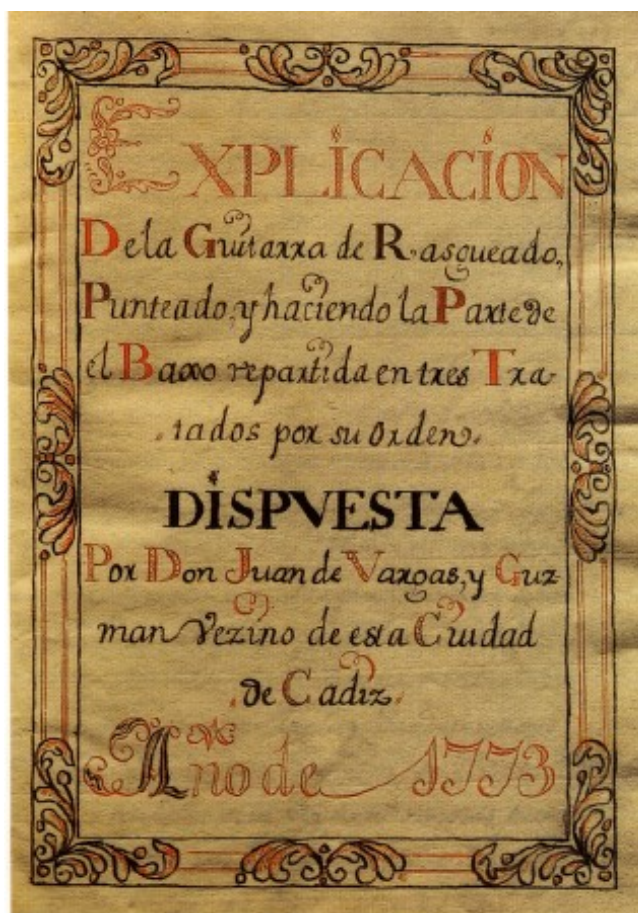 EXPLICACION
De la Guitarra de Rasgueado,
Punteado, y haciendo la Parte de
el Baxo repartida en tres Tra-
tados por su Orden.
DISPVESTA
Por Don Juan de Vargas, y Guz-
man Vezino de esta Ciudad
de Cadiz.
Año de 1773